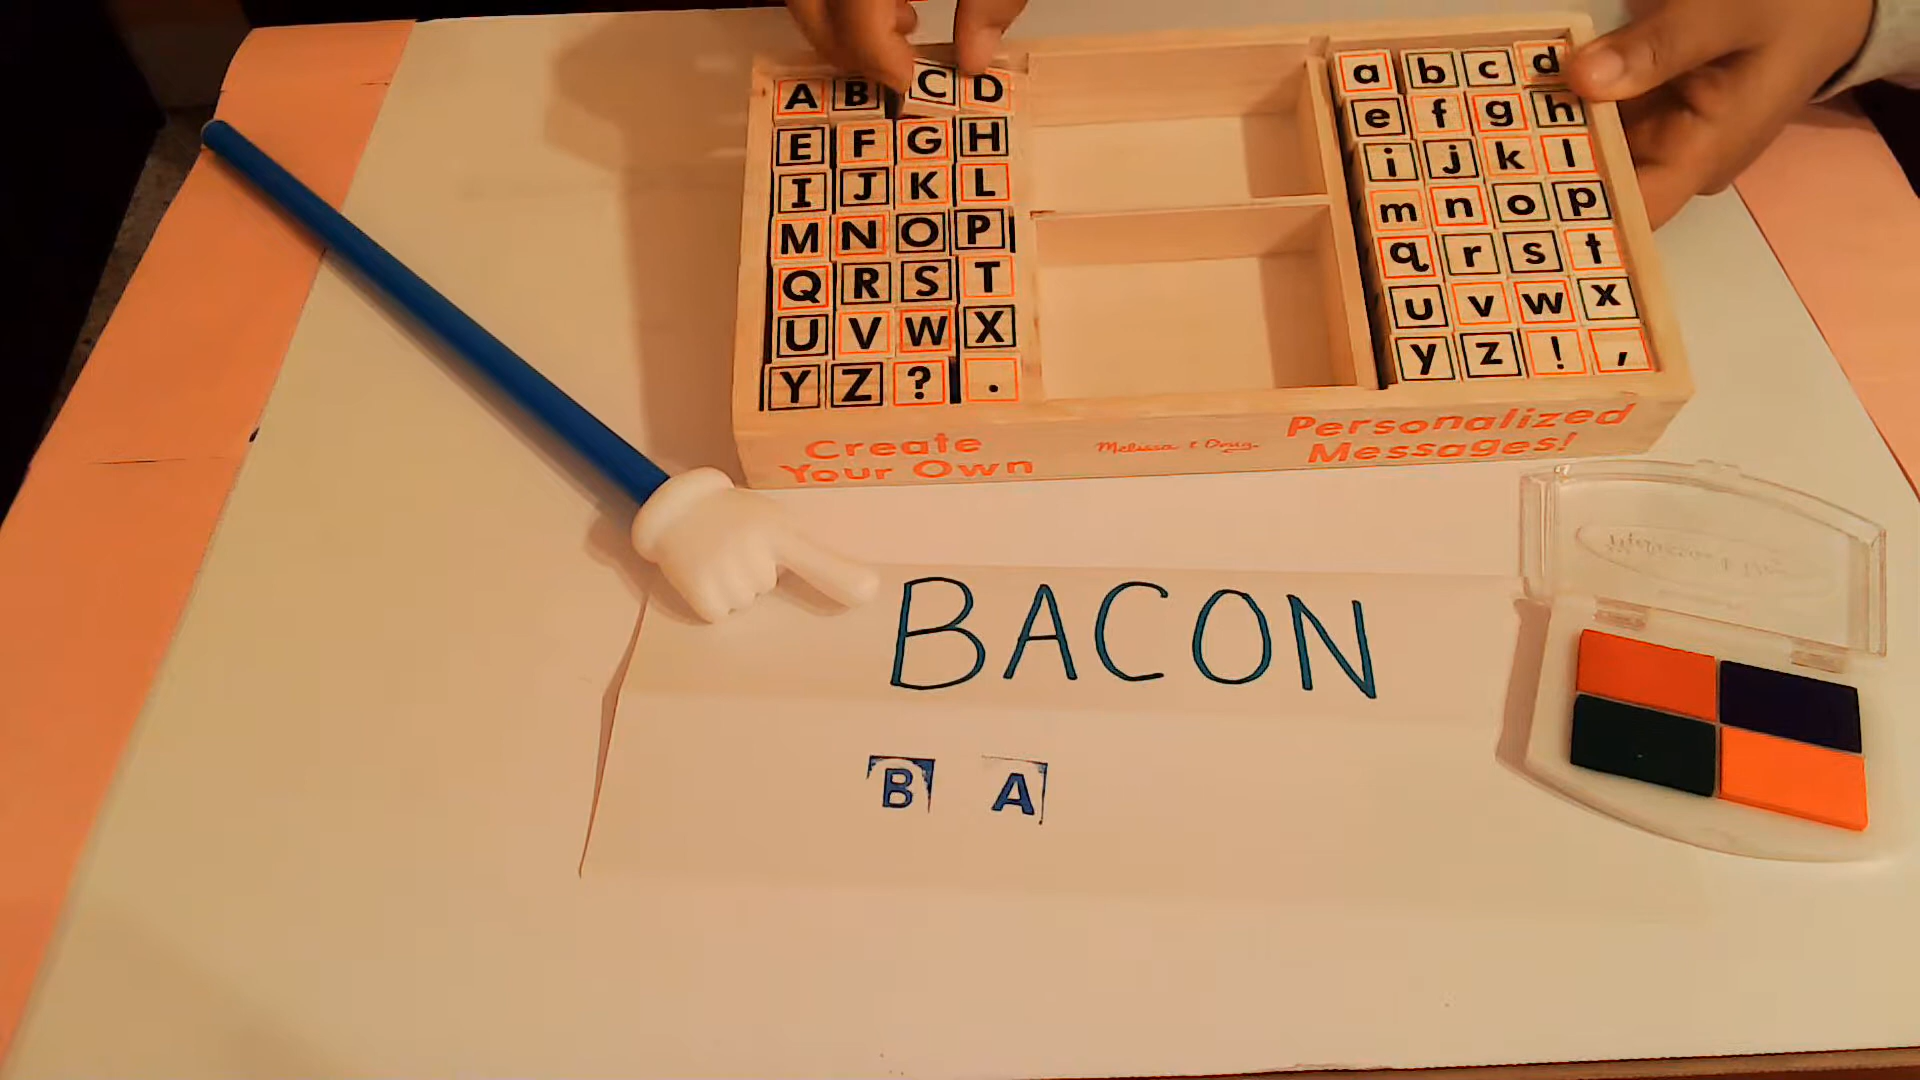 A B C D
E F G H
I J K L
M N O P
Q R S T
U V W X
Y Z ? .
a b c d
e f g h
i j k l
m n o p
q r s t
u v w x
y z ! ,
Create
Your Own
Melissa & Doug
Personalized
Messages!
BACON
B A